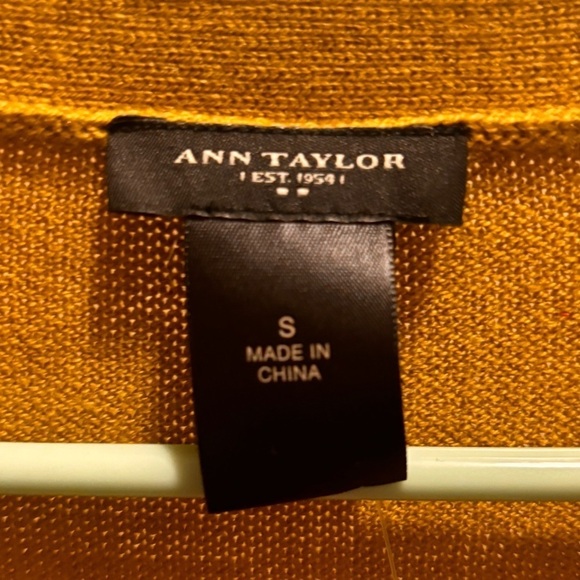 ANN TAYLOR
EST. 1954
S
MADE IN
CHINA